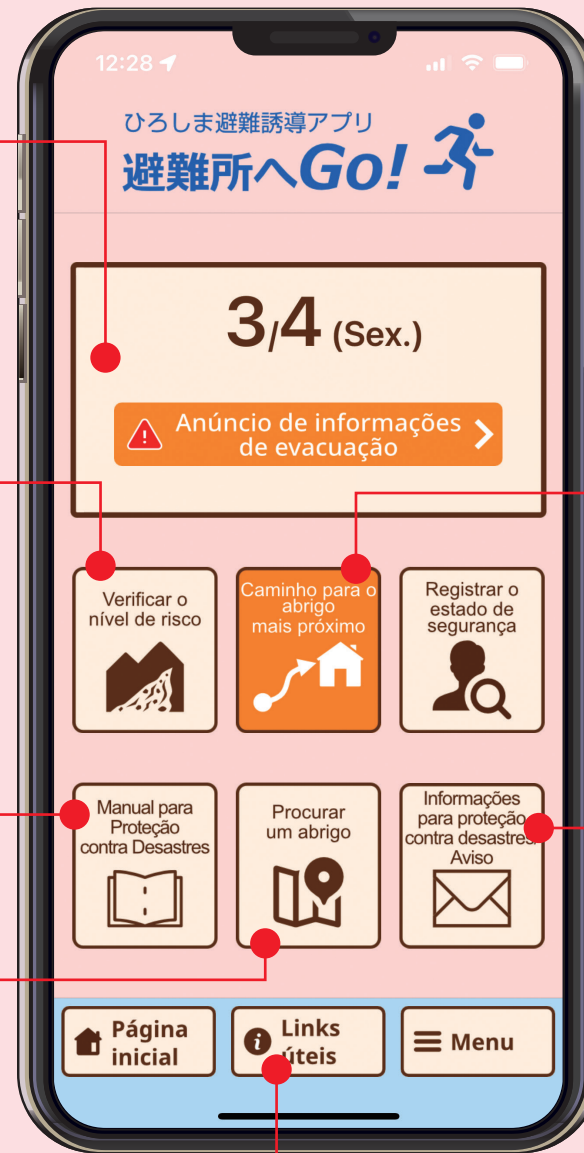 12:28
ひろしま避難誘導アプリ
避難所へGo!
3/4 (Sex.)
Anúncio de informações
de evacuação
Verificar o
nível de risco
Caminho para o
abrigo
mais próximo
Registrar o
estado de
segurança
Manual para
Proteção
contra Desastres
Procurar
um abrigo
Informações
para proteção
contra desastres/
Aviso
Página
inicial
Links
úteis
Menu